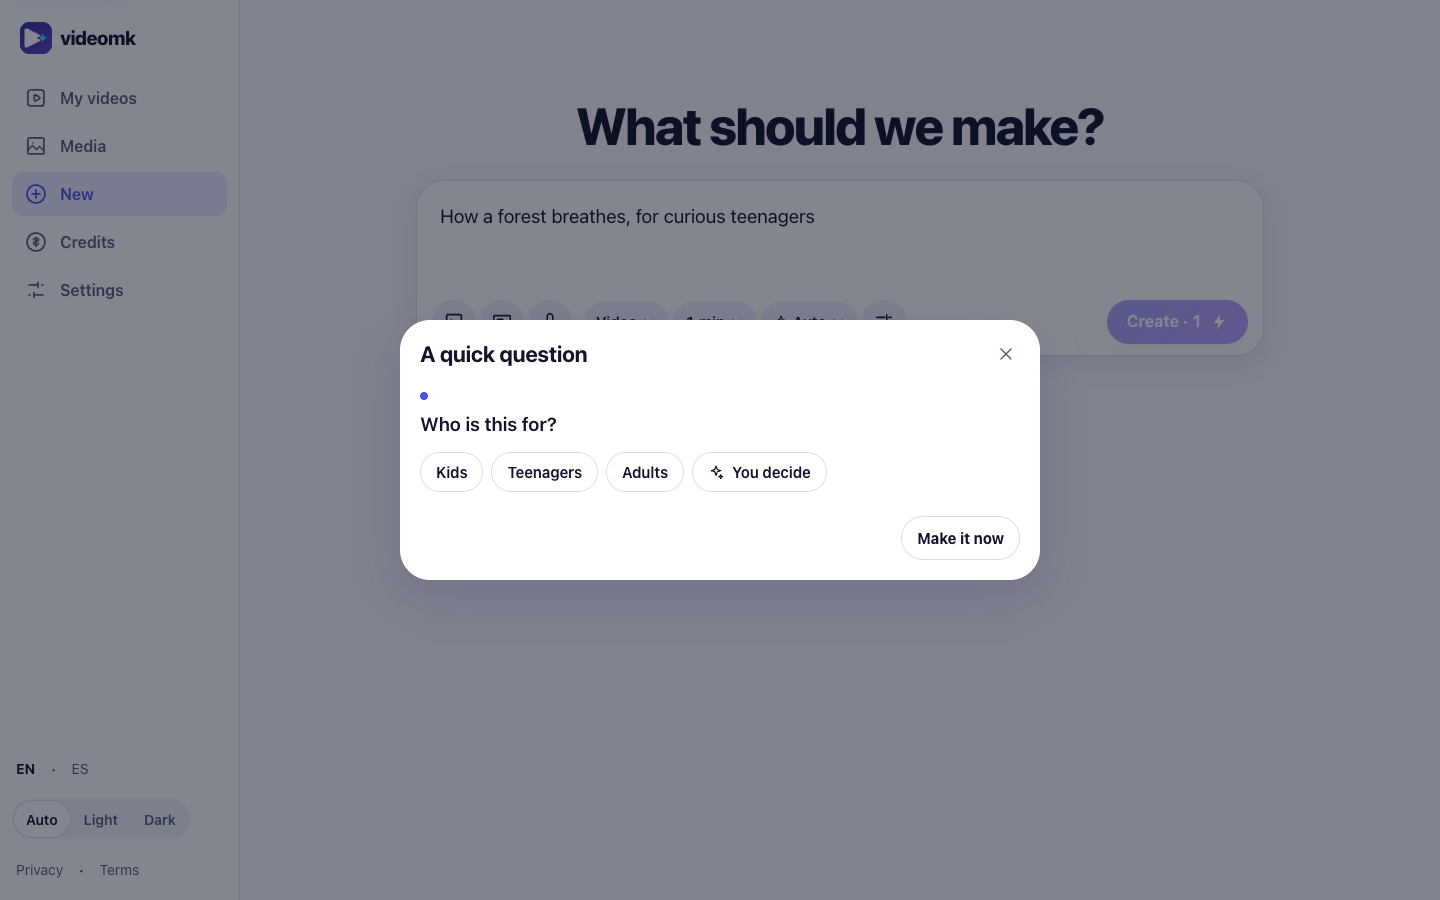 videomk
My videos
Media
New
Credits
Settings
EN · ES
Auto Light Dark
Privacy · Terms
What should we make?
How a forest breathes, for curious teenagers
Create · 1
A quick question
Who is this for?
Kids Teenagers Adults You decide
Make it now